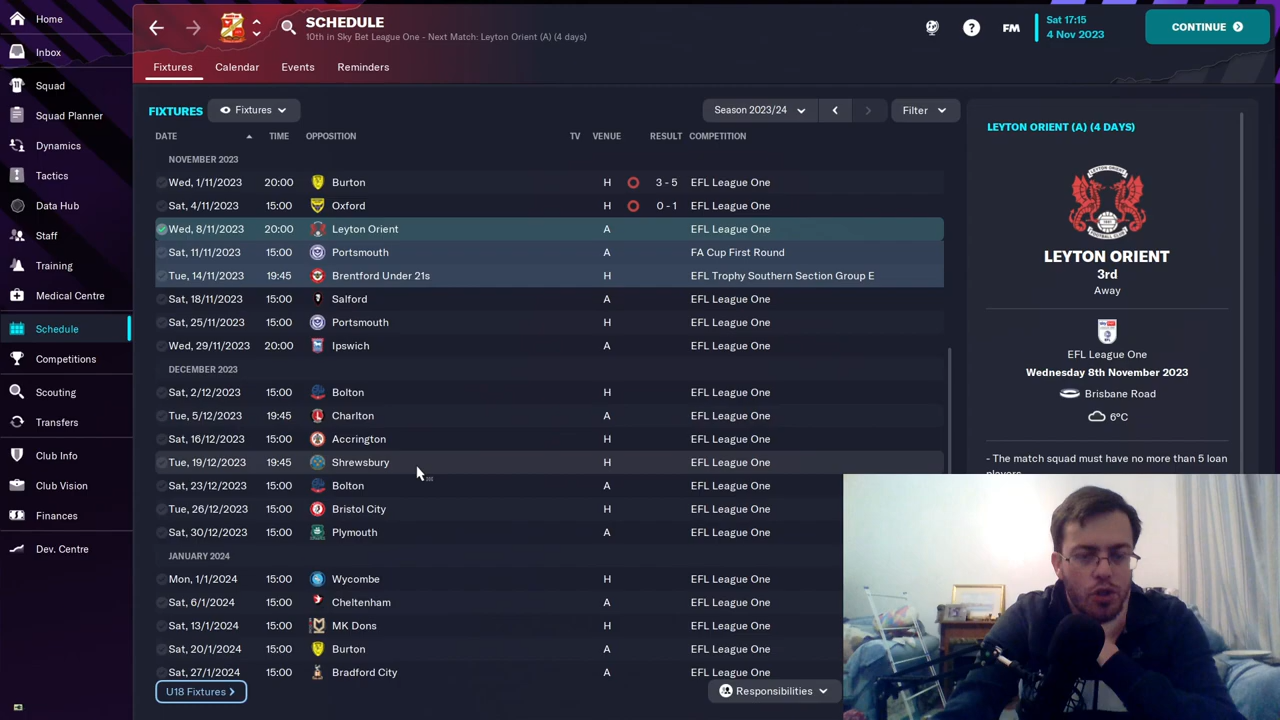 Home
Inbox
Squad
Squad Planner
Dynamics
Tactics
Data Hub
Staff
Training
Medical Centre
Schedule
Competitions
Scouting
Transfers
Club Info
Club Vision
Finances
Dev. Centre
SCHEDULE
10th in Sky Bet League One - Next Match: Leyton Orient (A) (4 days)
FM
Sat 17:15
4 Nov 2023
CONTINUE
Fixtures Calendar Events Reminders
FIXTURES Fixtures Season 2023/24 Filter
DATE TIME OPPOSITION TV VENUE RESULT COMPETITION
NOVEMBER 2023
Wed, 1/11/2023 20:00 Burton H 3 - 5 EFL League One
Sat, 4/11/2023 15:00 Oxford H 0 - 1 EFL League One
Wed, 8/11/2023 20:00 Leyton Orient A EFL League One
Sat, 11/11/2023 15:00 Portsmouth A FA Cup First Round
Tue, 14/11/2023 19:45 Brentford Under 21s H EFL Trophy Southern Section Group E
Sat, 18/11/2023 15:00 Salford A EFL League One
Sat, 25/11/2023 15:00 Portsmouth H EFL League One
Wed, 29/11/2023 20:00 Ipswich A EFL League One
DECEMBER 2023
Sat, 2/12/2023 15:00 Bolton H EFL League One
Tue, 5/12/2023 19:45 Charlton A EFL League One
Sat, 16/12/2023 15:00 Accrington H EFL League One
Tue, 19/12/2023 19:45 Shrewsbury H EFL League One
Sat, 23/12/2023 15:00 Bolton A EFL League One
Tue, 26/12/2023 15:00 Bristol City H EFL League One
Sat, 30/12/2023 15:00 Plymouth A EFL League One
JANUARY 2024
Mon, 1/1/2024 15:00 Wycombe H EFL League One
Sat, 6/1/2024 15:00 Cheltenham A EFL League One
Sat, 13/1/2024 15:00 MK Dons H EFL League One
Sat, 20/1/2024 15:00 Burton A EFL League One
Sat, 27/1/2024 15:00 Bradford City A EFL League One
U18 Fixtures
Responsibilities
LEYTON ORIENT (A) (4 DAYS)
LEYTON ORIENT
3rd
Away
EFL League One
Wednesday 8th November 2023
Brisbane Road
6°C
- The match squad must have no more than 5 loan
players